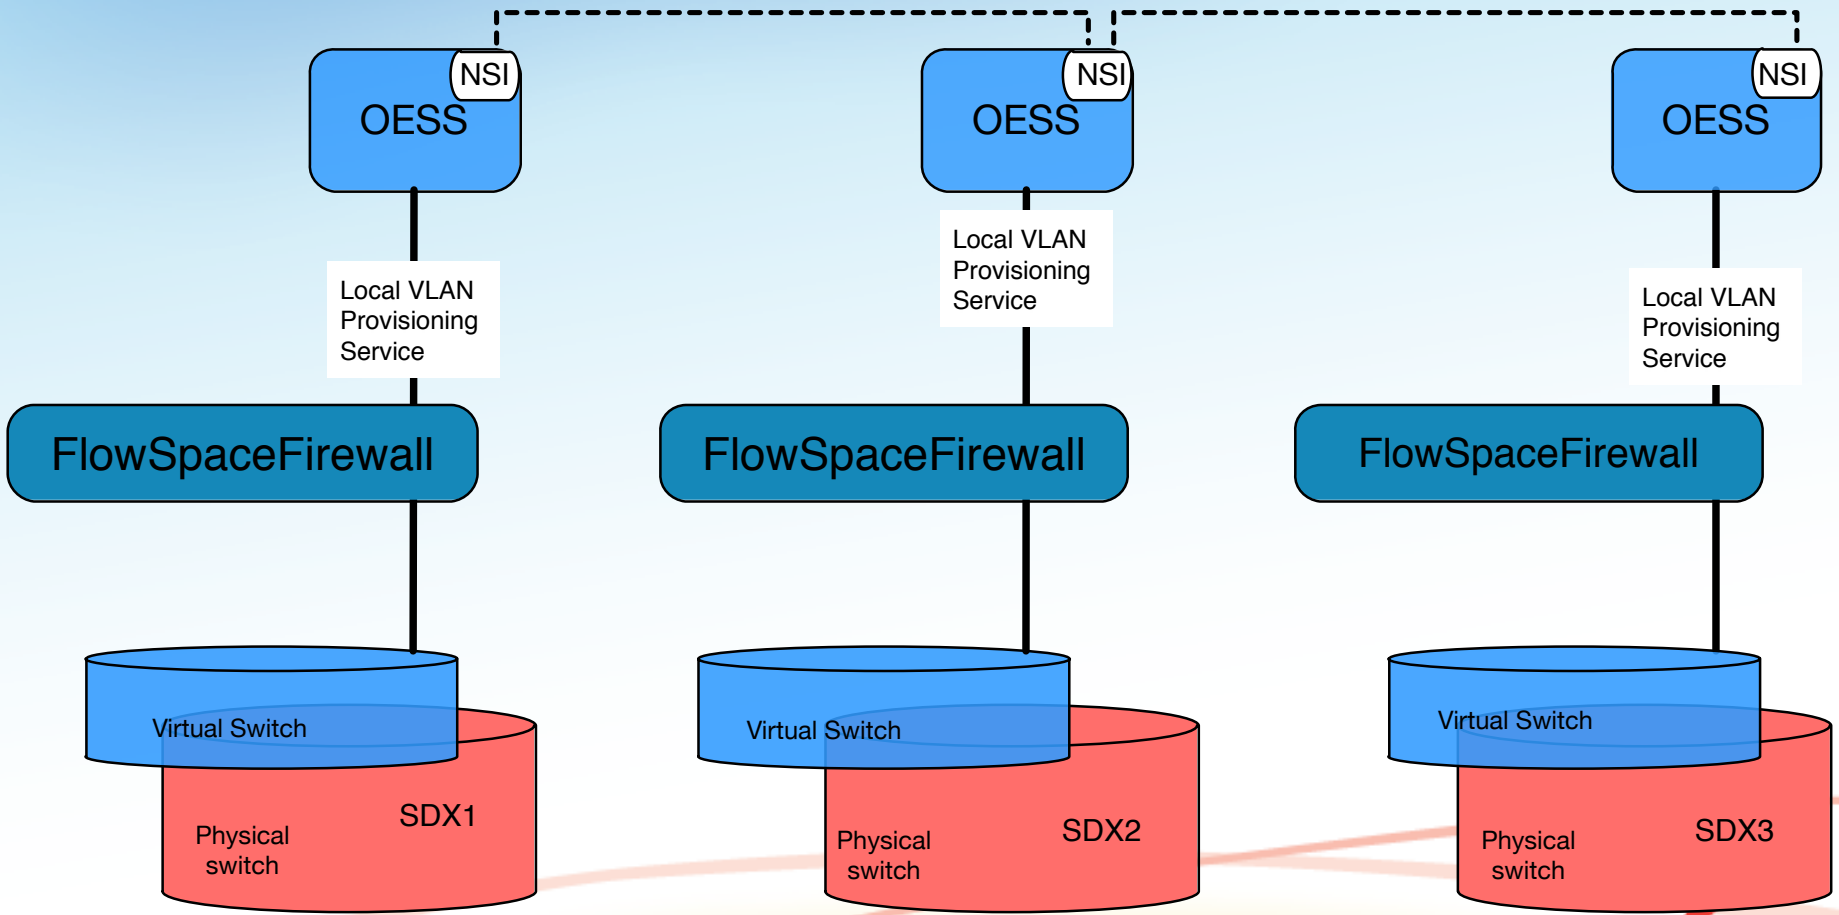 NSI
OESS
NSI
OESS
NSI
OESS
Local VLAN
Provisioning
Service
Local VLAN
Provisioning
Service
Local VLAN
Provisioning
Service
FlowSpaceFirewall
FlowSpaceFirewall
FlowSpaceFirewall
Virtual Switch
SDX1
Physical
switch
Virtual Switch
SDX2
Physical
switch
Virtual Switch
SDX3
Physical
switch